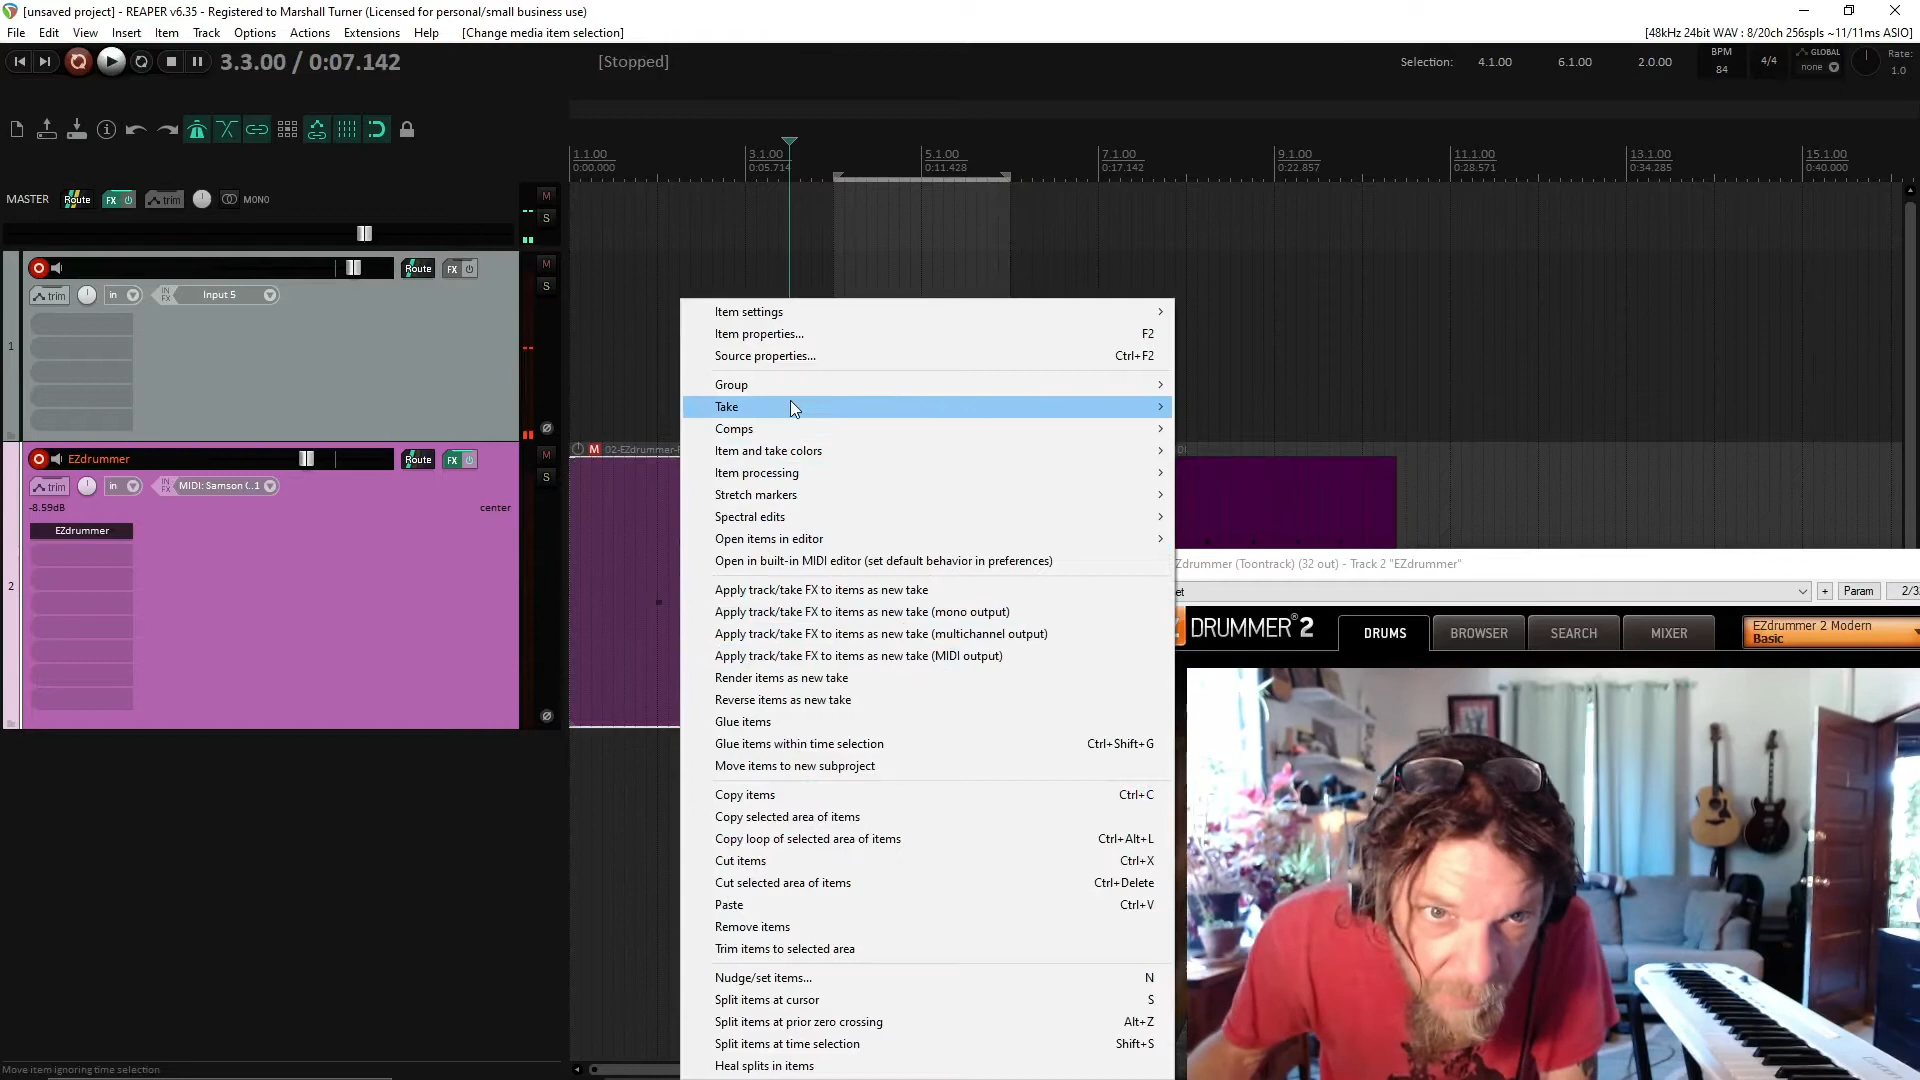 [unsaved project] - REAPER v6.35 - Registered to Marshall Turner (Licensed for personal/small business use)
File Edit View Insert Item Track Options Actions Extensions Help [Change media item selection]
[48kHz 24bit WAV : 8/20ch 256spls ~11/11ms ASIO]
3.3.00 / 0:07.142
[Stopped]
Selection: 4.1.00 6.1.00 2.0.00
BPM
84
4/4
GLOBAL
none
Rate:
1.0
1.1.00 3.1.00 5.1.00 7.1.00 9.1.00 11.1.00 13.1.00 15.1.00
0:00.000 0:05.714 0:11.428 0:17.142 0:22.857 0:28.571 0:34.285 0:40.000
MASTER Route FX trim MONO
M
S
Route FX
M
S
trim in IN FX Input 5
1
EZdrummer Route FX
M
S
trim in IN FX MIDI: Samson (..1
-8.59dB center
EZdrummer
2
M 02-EZdrummer-
Item settings
Item properties... F2
Source properties... Ctrl+F2
Group
Take
Comps
Item and take colors
Item processing
Stretch markers
Spectral edits
Open items in editor
Open in built-in MIDI editor (set default behavior in preferences)
Apply track/take FX to items as new take
Apply track/take FX to items as new take (mono output)
Apply track/take FX to items as new take (multichannel output)
Apply track/take FX to items as new take (MIDI output)
Render items as new take
Reverse items as new take
Glue items
Glue items within time selection Ctrl+Shift+G
Move items to new subproject
Copy items Ctrl+C
Copy selected area of items
Copy loop of selected area of items Ctrl+Alt+L
Cut items Ctrl+X
Cut selected area of items Ctrl+Delete
Paste Ctrl+V
Remove items
Trim items to selected area
Nudge/set items... N
Split items at cursor S
Split items at prior zero crossing Alt+Z
Split items at time selection Shift+S
Heal splits in items
Zdrummer (Toontrack) (32 out) - Track 2 "EZdrummer"
et + Param 2/3
DRUMMER® 2 DRUMS BROWSER SEARCH MIXER
EZdrummer 2 Modern
Basic
Move item ignoring time selection